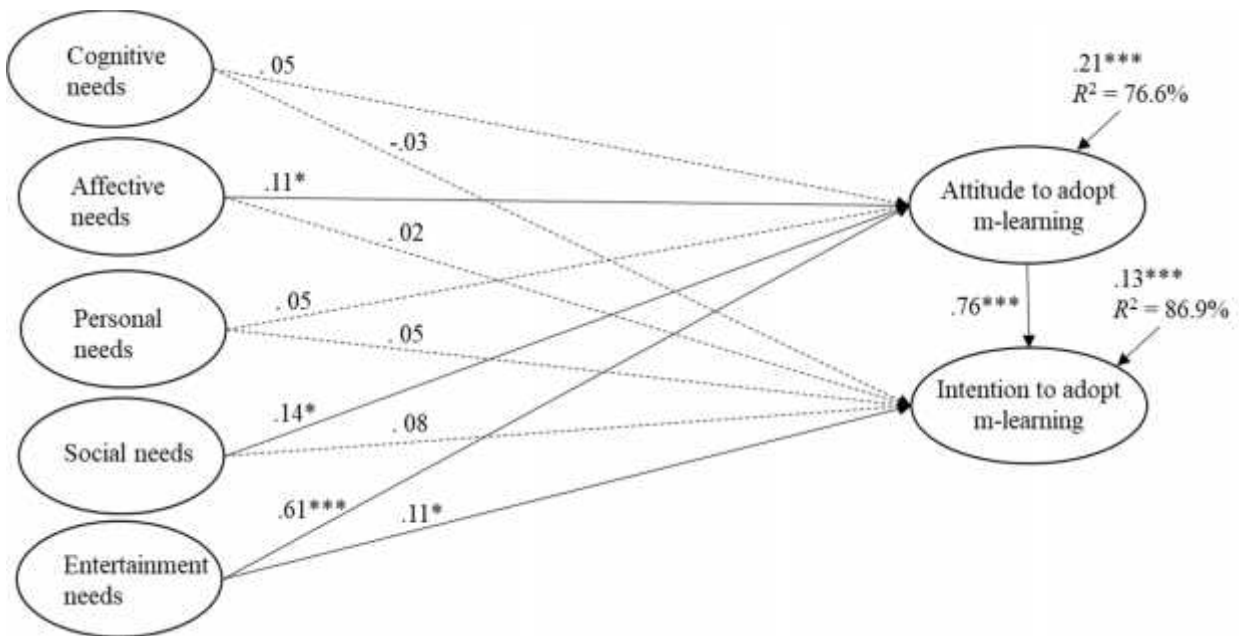 Cognitive
needs
. 05
-.03
.21***
R² = 76.6%
Affective
needs
.11*
. 02
Attitude to adopt
m-learning
Personal
needs
. 05
. 05
.76***
.13***
R² = 86.9%
Social needs
.14*
. 08
Intention to adopt
m-learning
Entertainment
needs
.61***
.11*